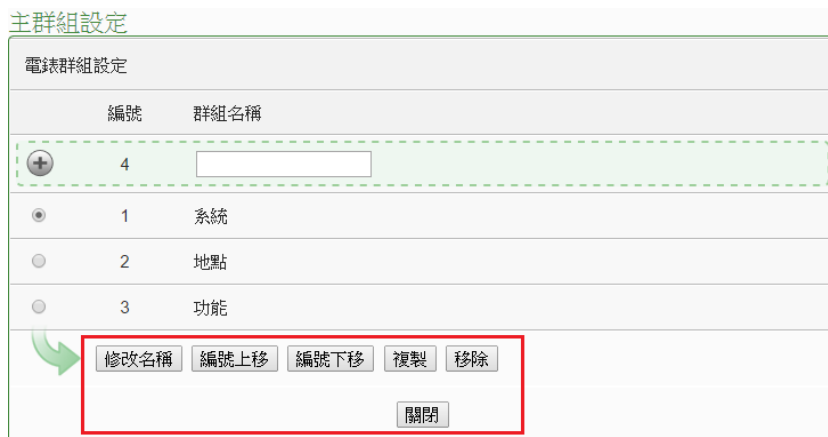 主群組設定
電錶群組設定
編號 群組名稱
4
1 系統
2 地點
3 功能
修改名稱 編號上移 編號下移 複製 移除
關閉